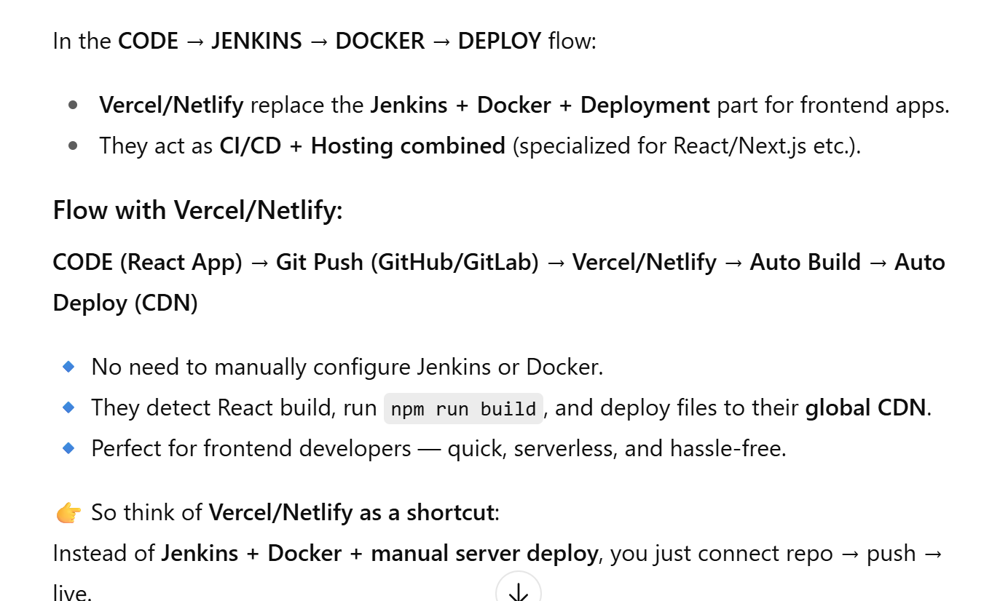 In the CODE → JENKINS → DOCKER → DEPLOY flow:
Vercel/Netlify replace the Jenkins + Docker + Deployment part for frontend apps.
They act as CI/CD + Hosting combined (specialized for React/Next.js etc.).
Flow with Vercel/Netlify:
CODE (React App) → Git Push (GitHub/GitLab) → Vercel/Netlify → Auto Build → Auto
Deploy (CDN)
🔹 No need to manually configure Jenkins or Docker.
🔹 They detect React build, run npm run build, and deploy files to their global CDN.
🔹 Perfect for frontend developers — quick, serverless, and hassle-free.
👉 So think of Vercel/Netlify as a shortcut:
Instead of Jenkins + Docker + manual server deploy, you just connect repo → push →
live.